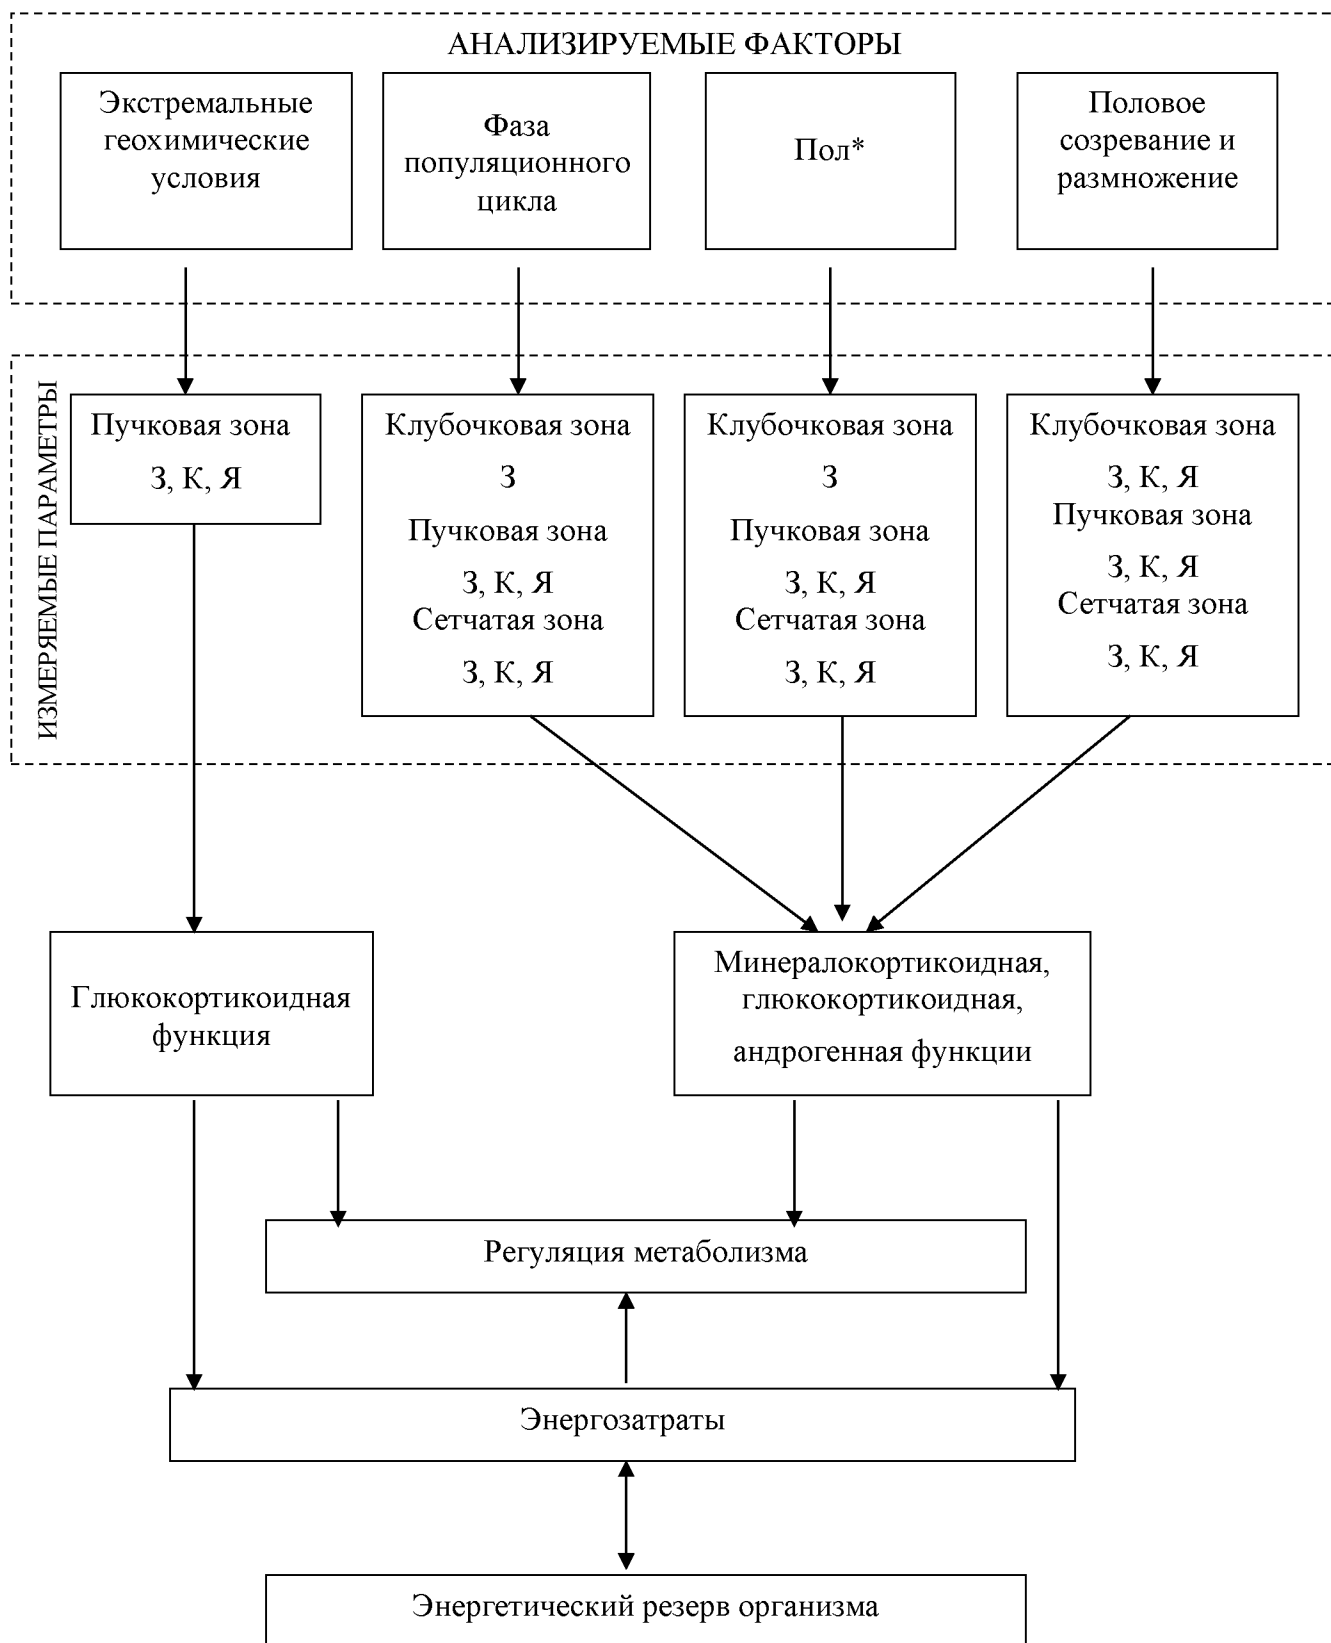 АНАЛИЗИРУЕМЫЕ ФАКТОРЫ
Экстремальные
геохимические
условия
Фаза
популяционного
цикла
Пол*
Половое
созревание и
размножение
ИЗМЕРЯЕМЫЕ ПАРАМЕТРЫ
Пучковая зона
З, К, Я
Клубочковая зона
З
Пучковая зона
З, К, Я
Сетчатая зона
З, К, Я
Клубочковая зона
З
Пучковая зона
З, К, Я
Сетчатая зона
З, К, Я
Клубочковая зона
З, К, Я
Пучковая зона
З, К, Я
Сетчатая зона
З, К, Я
Глюкокортикоидная
функция
Минералокортикоидная,
глюкокортикоидная,
андрогенная функции
Регуляция метаболизма
Энергозатраты
Энергетический резерв организма